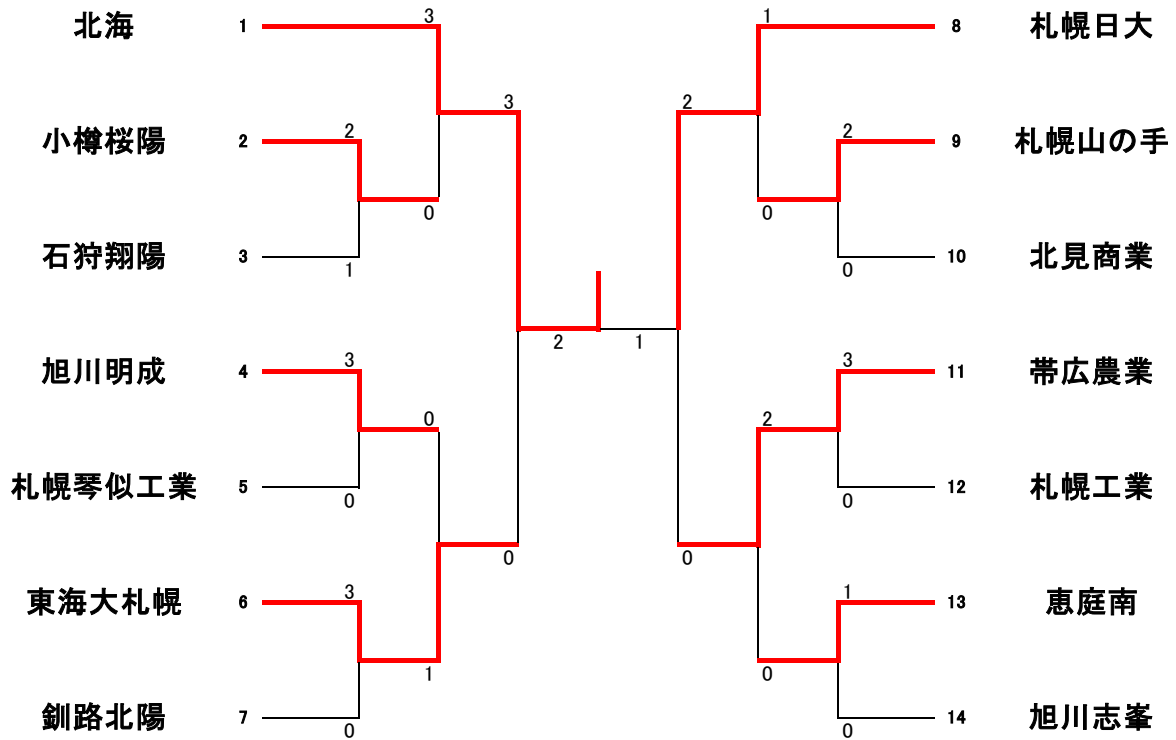 北海 1 3 1 8 札幌日大
3 2
小樽桜陽 2 2 2 9 札幌山の手
0 0
石狩翔陽 3 1 0 10 北見商業
2 1
旭川明成 4 3 3 11 帯広農業
0 2
札幌琴似工業 5 0 0 12 札幌工業
0 0
東海大札幌 6 3 1 13 恵庭南
1 0
釧路北陽 7 0 0 14 旭川志峯